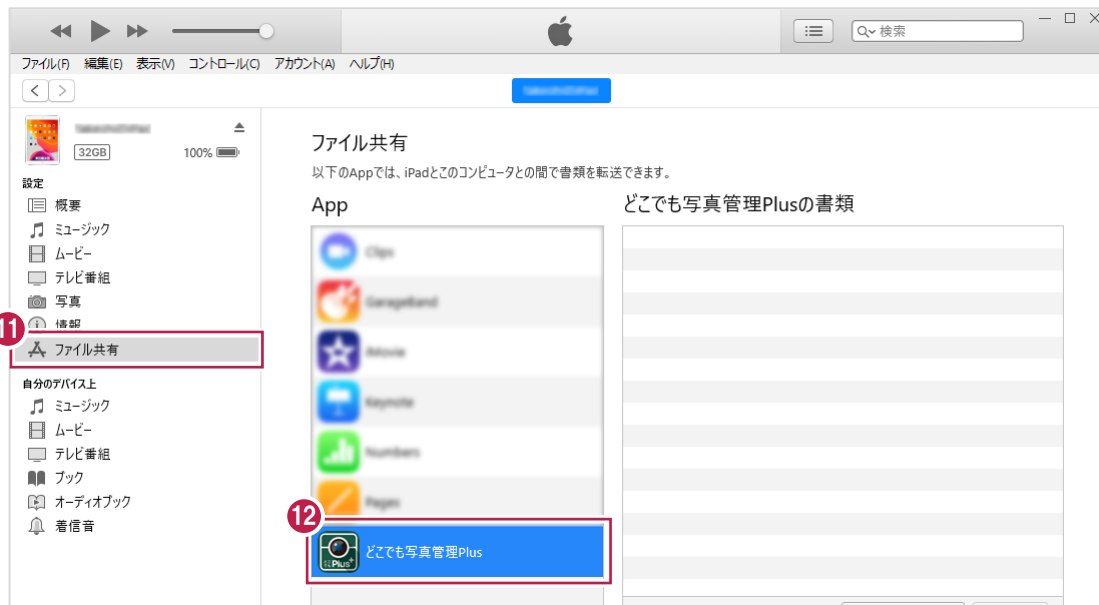 検索
ファイル(F) 編集(E) 表示(V) コントロール(C) アカウント(A) ヘルプ(H)
32GB 100%
設定
概要
ミュージック
ムービー
テレビ番組
写真
情報
11
ファイル共有
自分のデバイス上
ミュージック
ムービー
テレビ番組
ブック
オーディオブック
着信音
ファイル共有
以下のAppでは、iPadとこのコンピュータとの間で書類を転送できます。
App
Clips
GarageBand
iMovie
Keynote
Numbers
Pages
12
Plus+
どこでも写真管理Plus
どこでも写真管理Plusの書類